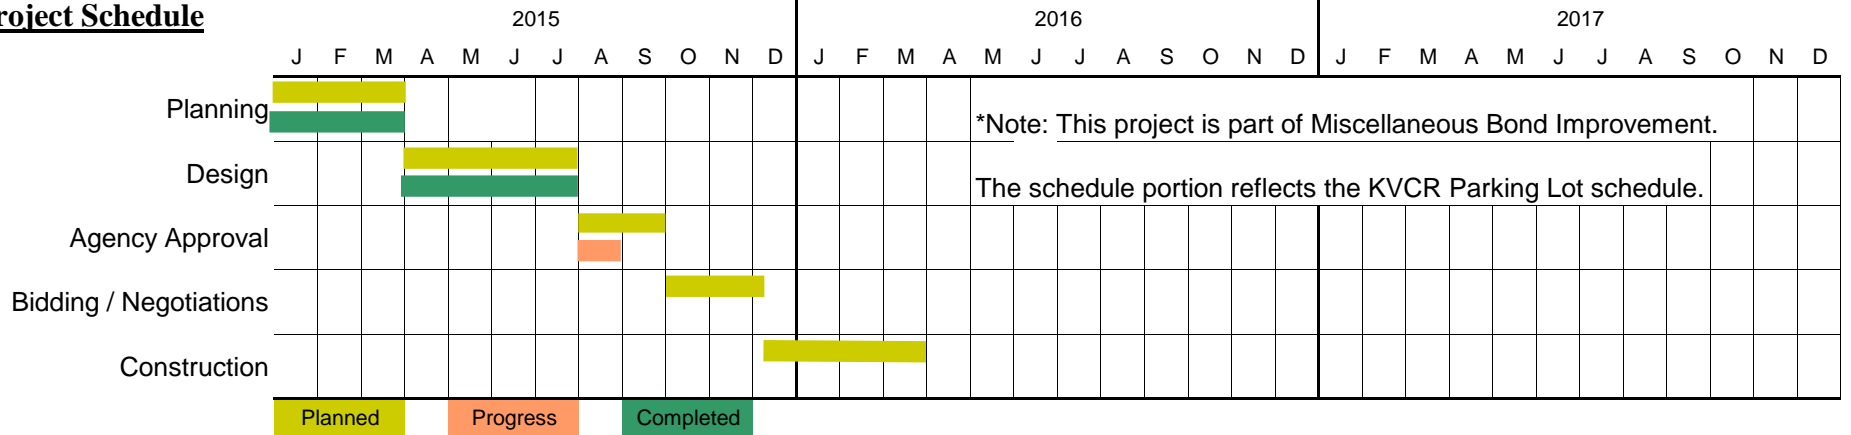 roject Schedule
2015 2016 2017
J F M A M J J A S O N D J F M A M J J A S O N D J F M A M J J A S O N D
Planning
*Note: This project is part of Miscellaneous Bond Improvement.
Design
The schedule portion reflects the KVCR Parking Lot schedule.
Agency Approval
Bidding / Negotiations
Construction
Planned Progress Completed